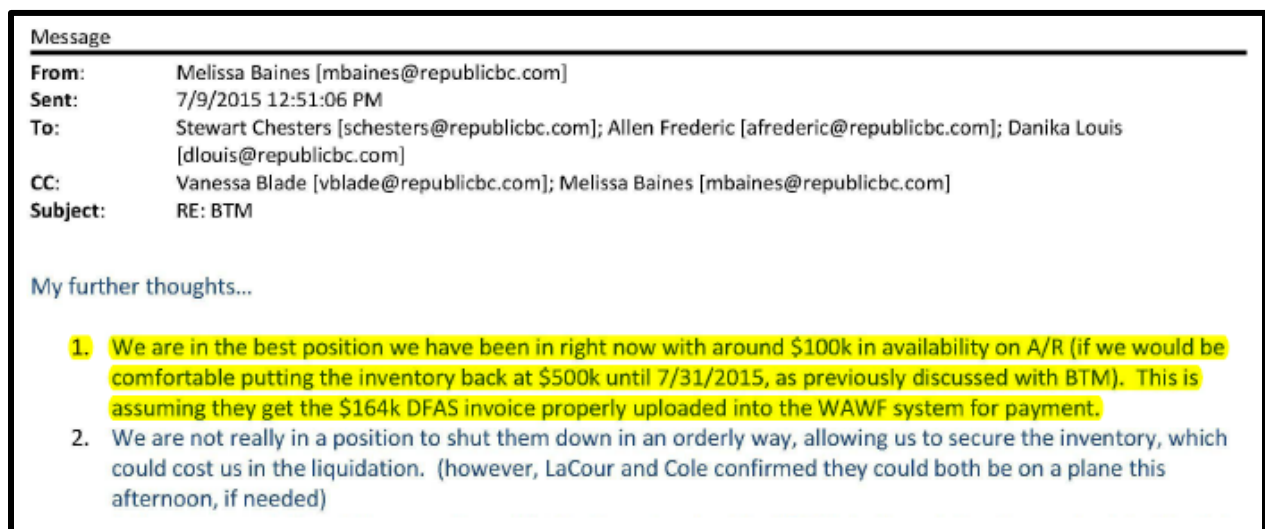 Message
From: Melissa Baines [mbaines@republicbc.com]
Sent: 7/9/2015 12:51:06 PM
To: Stewart Chesters [schesters@republicbc.com]; Allen Frederic [afrederic@republicbc.com]; Danika Louis
[dlouis@republicbc.com]
CC: Vanessa Blade [vblade@republicbc.com]; Melissa Baines [mbaines@republicbc.com]
Subject: RE: BTM
My further thoughts...
1. We are in the best position we have been in right now with around $100k in availability on A/R (if we would be
comfortable putting the inventory back at $500k until 7/31/2015, as previously discussed with BTM). This is
assuming they get the $164k DFAS invoice properly uploaded into the WAWF system for payment.
2. We are not really in a position to shut them down in an orderly way, allowing us to secure the inventory, which
could cost us in the liquidation. (however, LaCour and Cole confirmed they could both be on a plane this
afternoon, if needed)